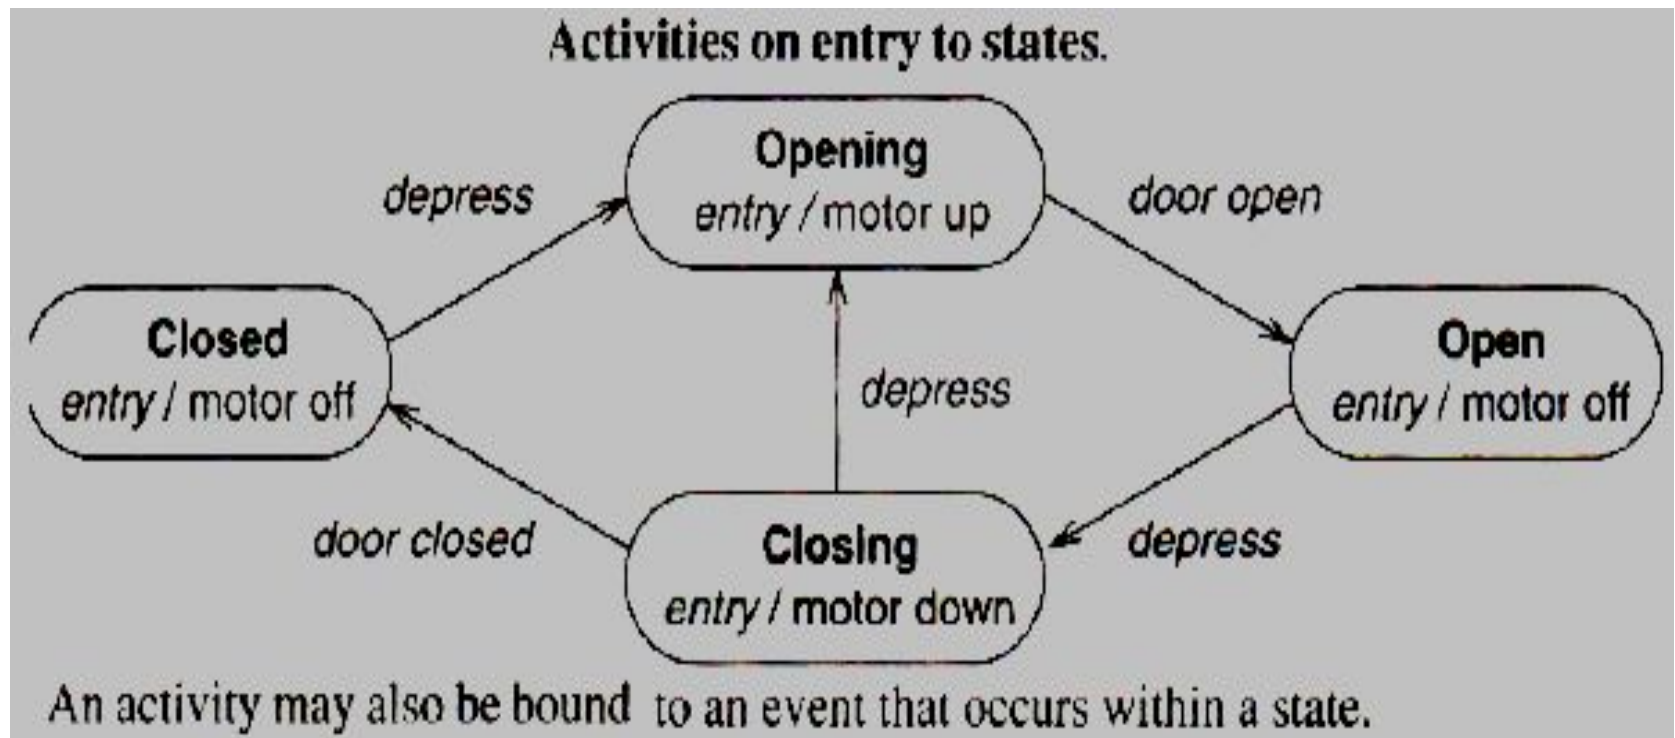 Activities on entry to states.
Opening
entry / motor up
depress
door open
Closed
entry / motor off
Open
entry / motor off
depress
door closed
Closing
entry / motor down
depress
An activity may also be bound to an event that occurs within a state.